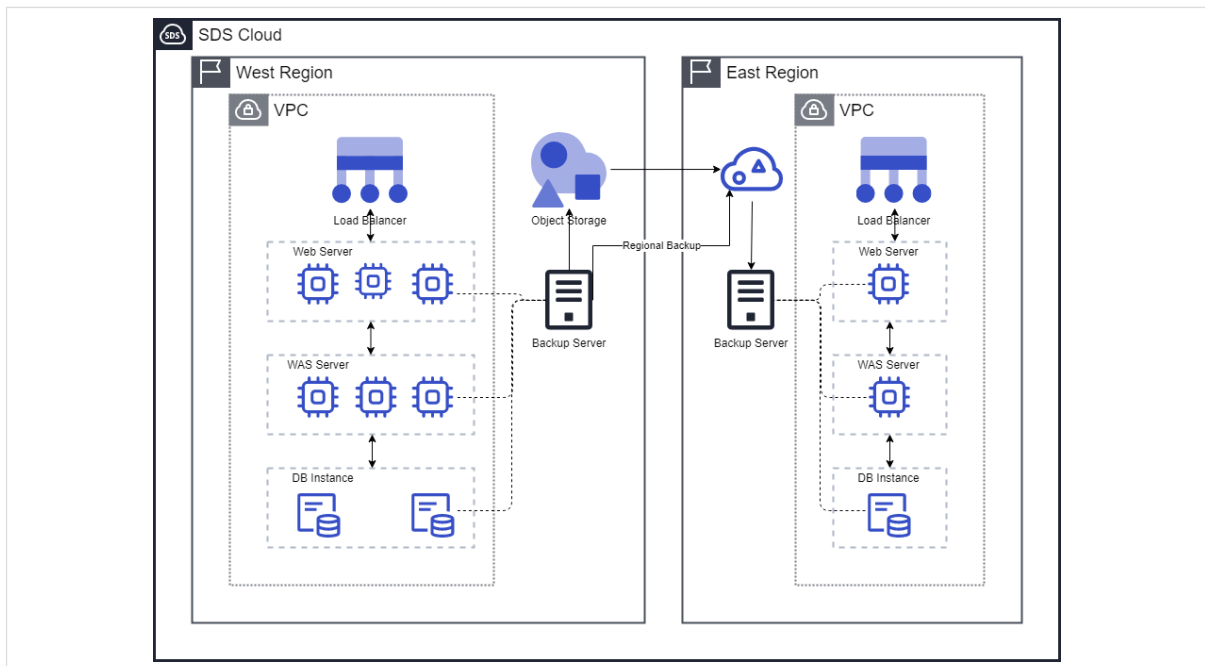 SDS
SDS Cloud
West Region
VPC
Load Balancer
Web Server
WAS Server
DB Instance
Object Storage
Backup Server
Regional Backup
East Region
Backup Server
VPC
Load Balancer
Web Server
WAS Server
DB Instance